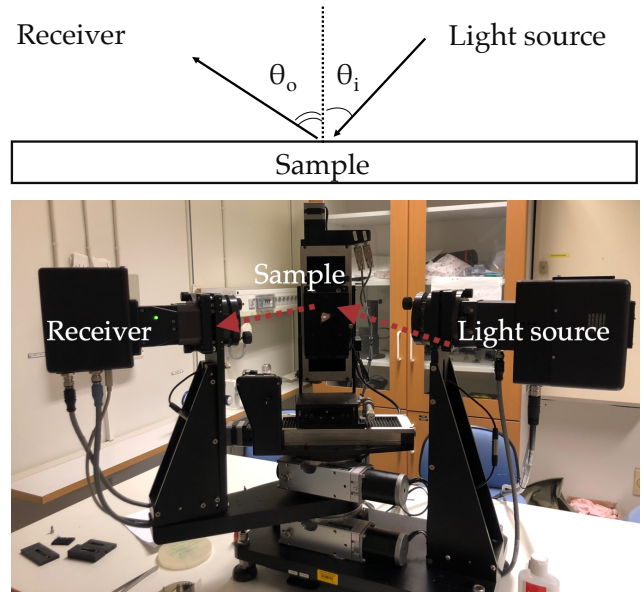 Receiver
Light source
θo
θi
Sample
Sample
Receiver
Light source